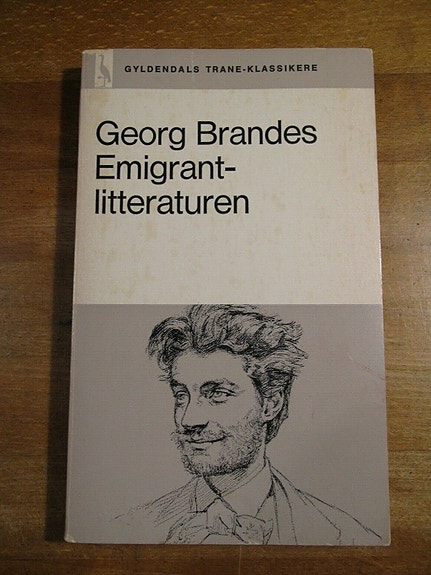 GYLDENDALS TRANE-KLASSIKERE
Georg Brandes
Emigrant-
litteraturen